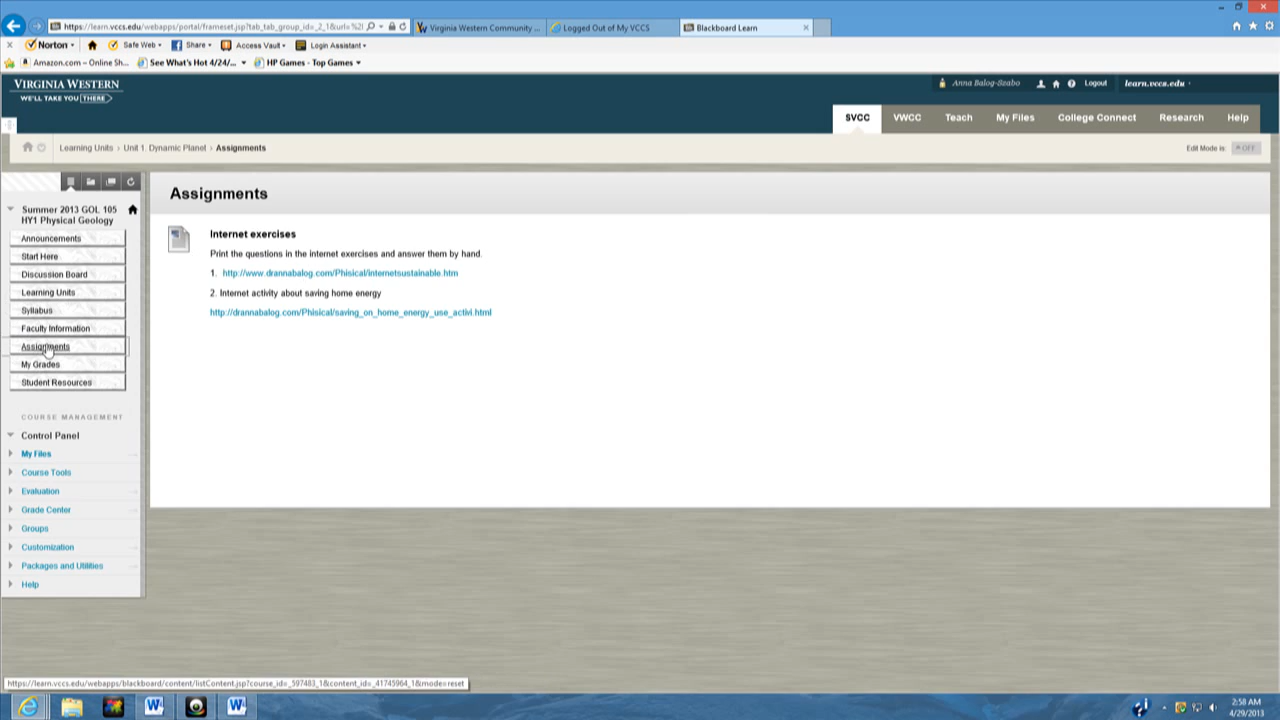 https://learn.vccs.edu/webapps/portal/frameset.jsp?tab_tab_group_id=_2_1&url=%2I
Virginia Western Community ...
Logged Out of My VCCS
Blackboard Learn
Norton
Safe Web
Share
Access Vault
Login Assistant
Amazon.com – Online Sh...
See What's Hot 4/24/...
HP Games - Top Games
VIRGINIA WESTERN
WE'LL TAKE YOU THERE
Anna Balog-Szabo
Logout
learn.vccs.edu
SVCC
VWCC
Teach
My Files
College Connect
Research
Help
Learning Units
Unit 1. Dynamic Planet
Assignments
Edit Mode is:
OFF
Summer 2013 GOL 105
HY1 Physical Geology
Announcements
Start Here
Discussion Board
Learning Units
Syllabus
Faculty Information
Assignments
My Grades
Student Resources
COURSE MANAGEMENT
Control Panel
My Files
Course Tools
Evaluation
Grade Center
Groups
Customization
Packages and Utilities
Help
Assignments
Internet exercises
Print the questions in the internet exercises and answer them by hand.
1. http://www.drannabalog.com/Phisical/internetsustainable.htm
2. Internet activity about saving home energy
http://drannabalog.com/Phisical/saving_on_home_energy_use_activi.html
https://learn.vccs.edu/webapps/blackboard/content/listContent.jsp?course_id=_597483_1&content_id=_41745964_1&mode=reset
2:58 AM
4/29/2013